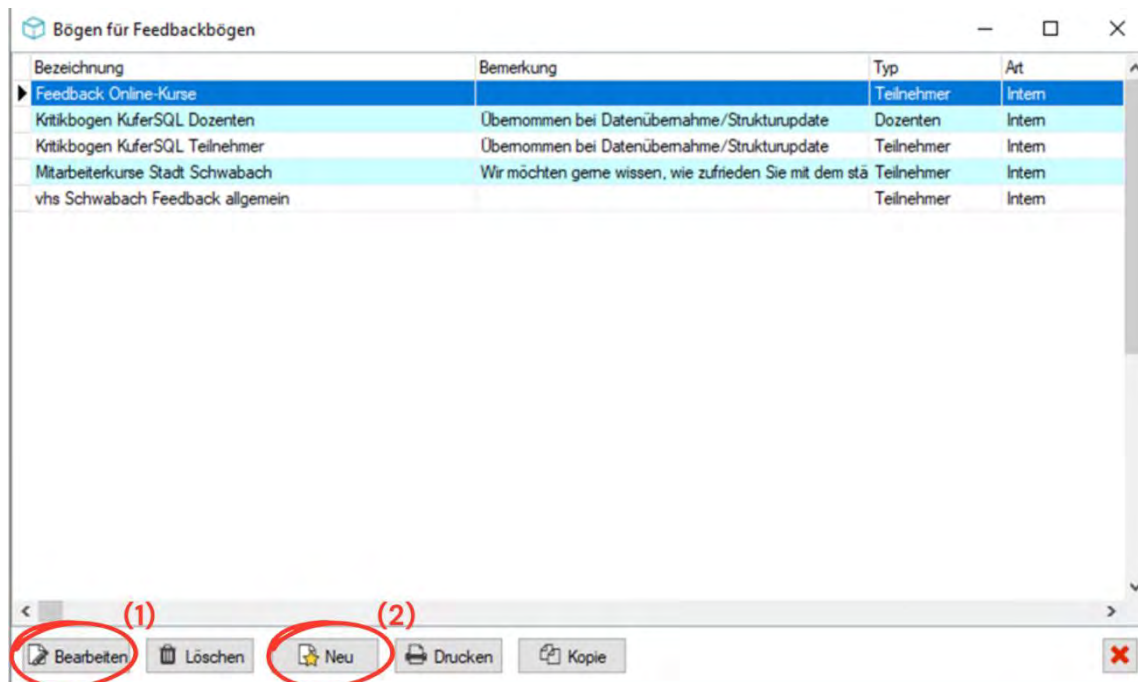 Bögen für Feedbackbögen
Bezeichnung Bemerkung Typ Art
Feedback Online-Kurse Teilnehmer Intern
Kritikbogen KuferSQL Dozenten Übernommen bei Datenübernahme/Strukturupdate Dozenten Intern
Kritikbogen KuferSQL Teilnehmer Übernommen bei Datenübernahme/Strukturupdate Teilnehmer Intern
Mitarbeiterkurse Stadt Schwabach Wir möchten gerne wissen, wie zufrieden Sie mit dem stä Teilnehmer Intern
vhs Schwabach Feedback allgemein Teilnehmer Intern
(1) (2)
Bearbeiten Löschen Neu Drucken Kopie